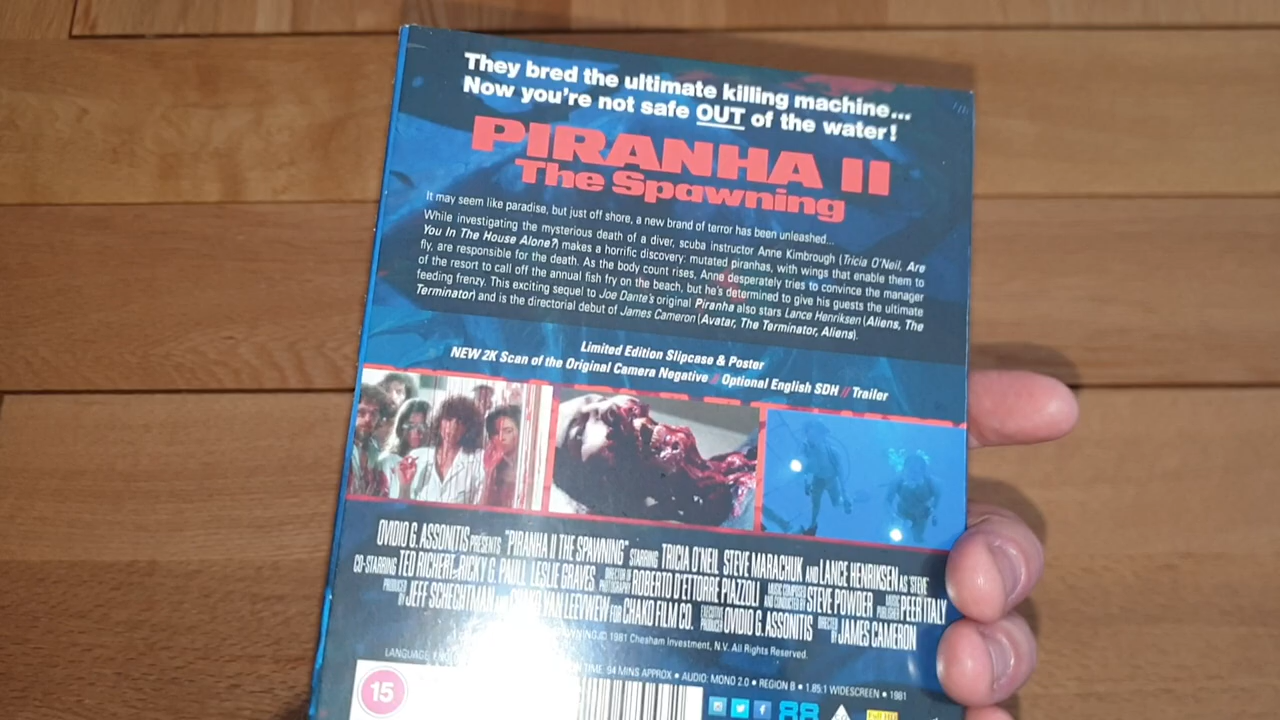 They bred the ultimate killing machine...
Now you're not safe OUT of the water!
PIRANHA II
The Spawning
It may seem like paradise, but just off shore, a new brand of terror has been unleashed...
While investigating the mysterious death of a diver, scuba instructor Anne Kimbrough (Tricia O'Neil, Are
You In The House Alone?) makes a horrific discovery: mutated piranhas, with wings that enable them to
fly, are responsible for the death. As the body count rises, Anne desperately tries to convince the manager
of the resort to call off the annual fish fry on the beach, but he's determined to give his guests the ultimate
feeding frenzy. This exciting sequel to Joe Dante's original Piranha also stars Lance Henriksen (Aliens, The
Terminator) and is the directorial debut of James Cameron (Avatar, The Terminator, Aliens).
Limited Edition Slipcase & Poster
NEW 2K Scan of the Original Camera Negative // Optional English SDH // Trailer
OVIDIO G. ASSONITIS PRESENTS "PIRANHA II THE SPAWNING" STARRING TRICIA O'NEIL STEVE MARACHUK AND LANCE HENRIKSEN AS 'STEVE'
CO-STARRING TED RICHERT, RICKY G. PAULL LESLIE GRAVES DIRECTOR OF PHOTOGRAPHY ROBERTO D'ETTORRE PIAZZOLI MUSIC COMPOSED AND CONDUCTED BY STEVE POWDER MUSIC PUBLISHER PEER ITALY
PRODUCED BY JEFF SCHECHTMAN AND CHAKO VAN LEEVWEW FOR CHAKO FILM CO. EXECUTIVE PRODUCER OVIDIO G. ASSONITIS DIRECTED BY JAMES CAMERON
© 1981 Chesham Investment, N.V. All Rights Reserved.
LANGUAGE TIME: 94 MINS APPROX • AUDIO: MONO 2.0 • REGION B • 1.85:1 WIDESCREEN • 1981
15
88
Full HD